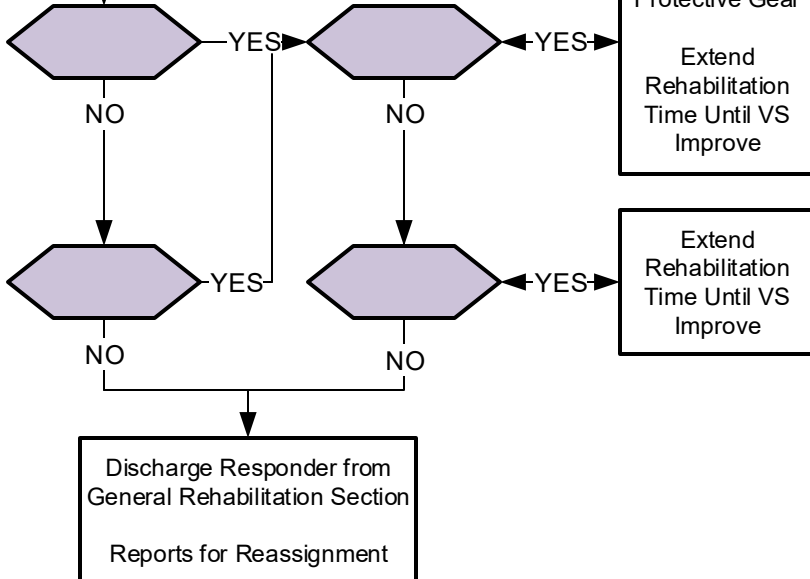 Protective Gear
YES
YES
Extend
Rehabilitation
Time Until VS
Improve
NO
NO
YES
YES
Extend
Rehabilitation
Time Until VS
Improve
NO
NO
Discharge Responder from
General Rehabilitation Section
Reports for Reassignment